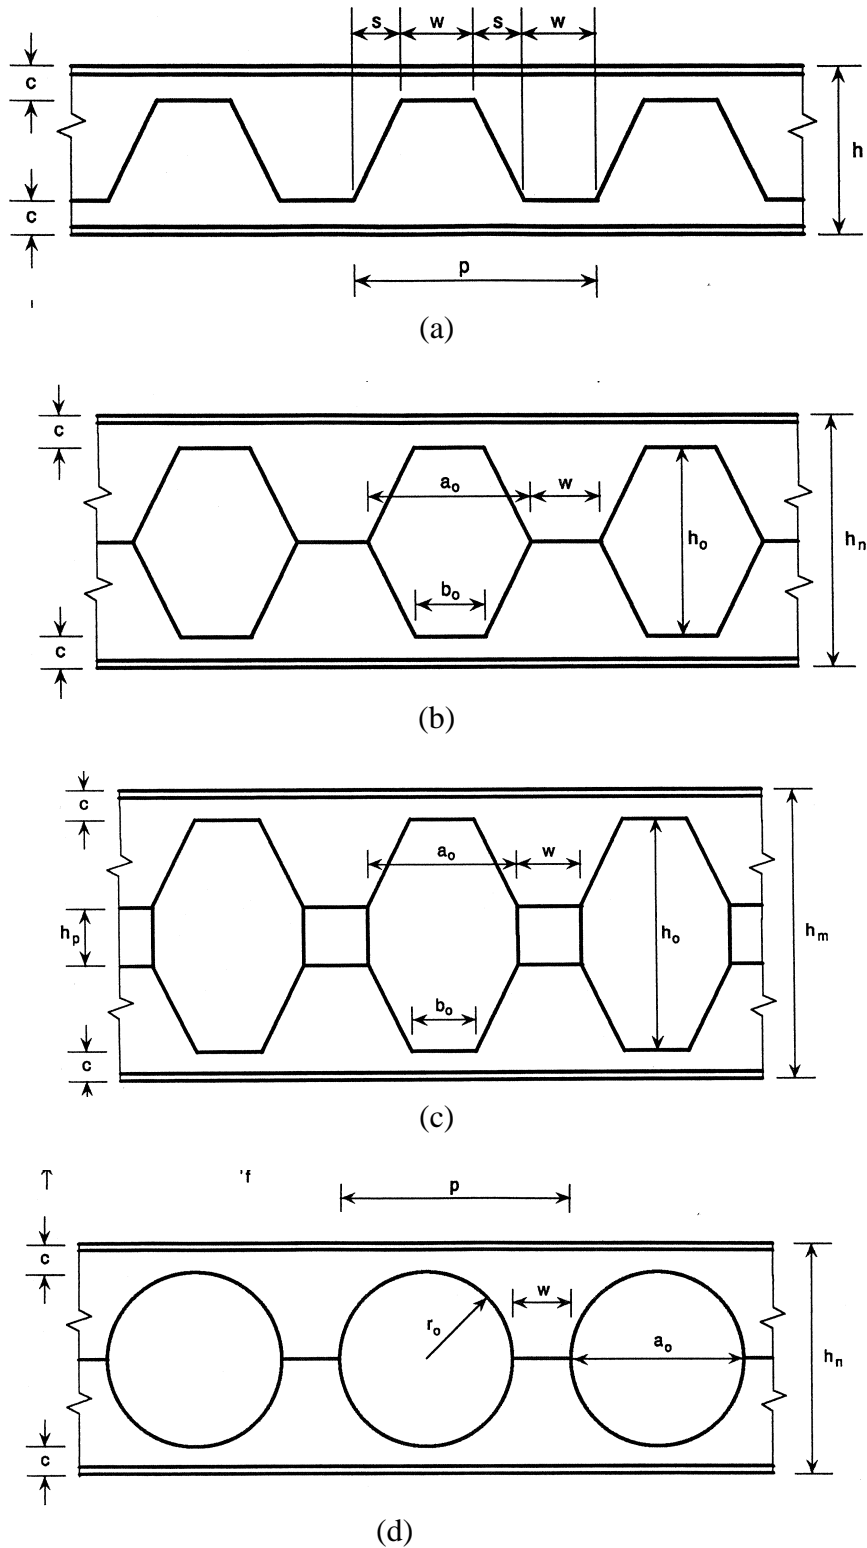 s w s w
c
h
c
p
(a)
c
a₀ w
h₀ hₙ
b₀
c
(b)
c
a₀ w
hₚ h₀ hₘ
b₀
c
(c)
p
c
w
r₀
a₀ hₙ
c
(d)